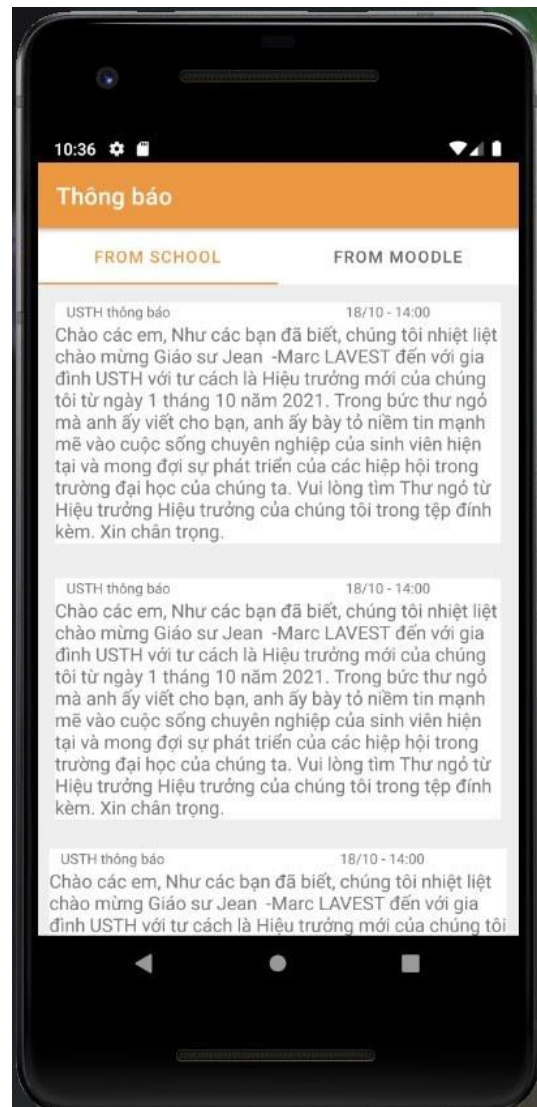 10:36
Thông báo
FROM SCHOOL FROM MOODLE
USTH thông báo 18/10 - 14:00
Chào các em, Như các bạn đã biết, chúng tôi nhiệt liệt
chào mừng Giáo sư Jean -Marc LAVEST đến với gia
đình USTH với tư cách là Hiệu trưởng mới của chúng
tôi từ ngày 1 tháng 10 năm 2021. Trong bức thư ngỏ
mà anh ấy viết cho bạn, anh ấy bày tỏ niềm tin mạnh
mẽ vào cuộc sống chuyên nghiệp của sinh viên hiện
tại và mong đợi sự phát triển của các hiệp hội trong
trường đại học của chúng ta. Vui lòng tìm Thư ngỏ từ
Hiệu trưởng Hiệu trưởng của chúng tôi trong tệp đính
kèm. Xin chân trọng.
USTH thông báo 18/10 - 14:00
Chào các em, Như các bạn đã biết, chúng tôi nhiệt liệt
chào mừng Giáo sư Jean -Marc LAVEST đến với gia
đình USTH với tư cách là Hiệu trưởng mới của chúng
tôi từ ngày 1 tháng 10 năm 2021. Trong bức thư ngỏ
mà anh ấy viết cho bạn, anh ấy bày tỏ niềm tin mạnh
mẽ vào cuộc sống chuyên nghiệp của sinh viên hiện
tại và mong đợi sự phát triển của các hiệp hội trong
trường đại học của chúng ta. Vui lòng tìm Thư ngỏ từ
Hiệu trưởng Hiệu trưởng của chúng tôi trong tệp đính
kèm. Xin chân trọng.
USTH thông báo 18/10 - 14:00
Chào các em, Như các bạn đã biết, chúng tôi nhiệt liệt
chào mừng Giáo sư Jean -Marc LAVEST đến với gia
đình USTH với tư cách là Hiệu trưởng mới của chúng tôi